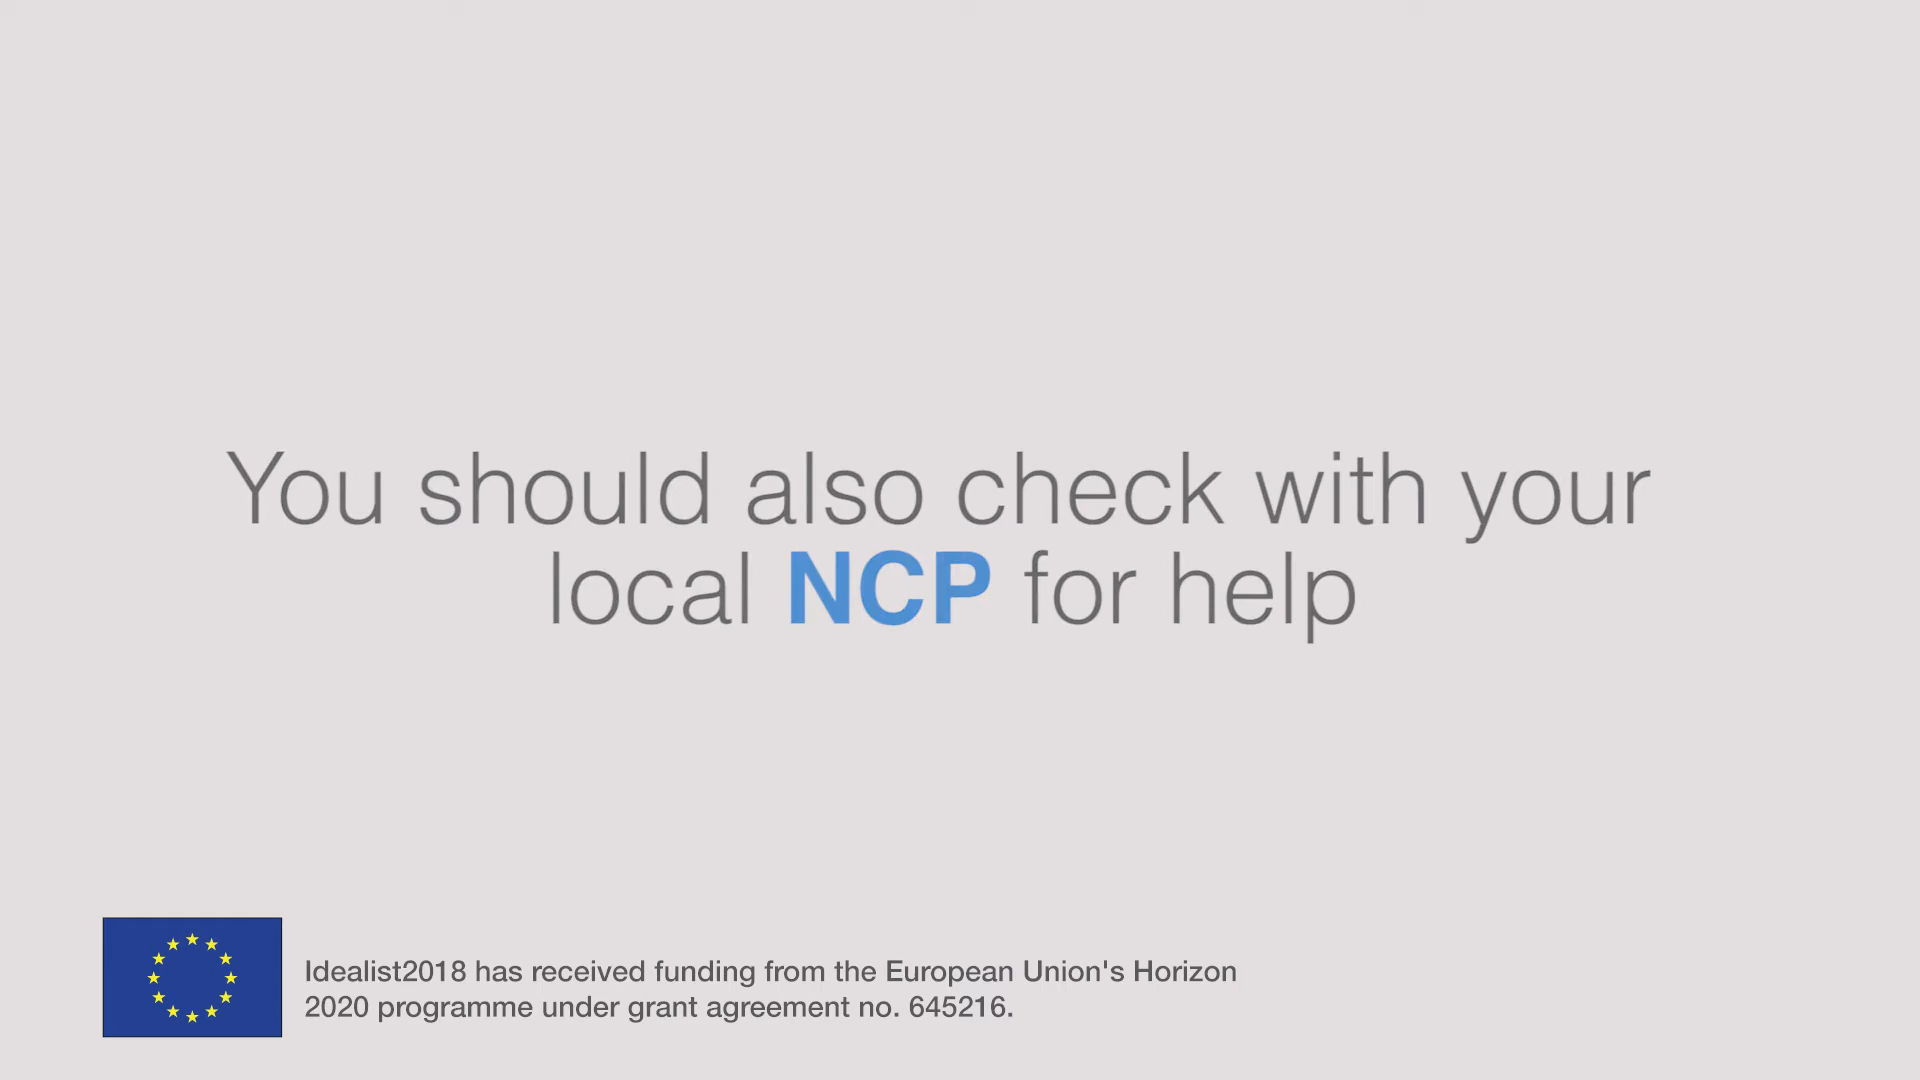 You should also check with your
local NCP for help
Idealist2018 has received funding from the European Union's Horizon
2020 programme under grant agreement no. 645216.